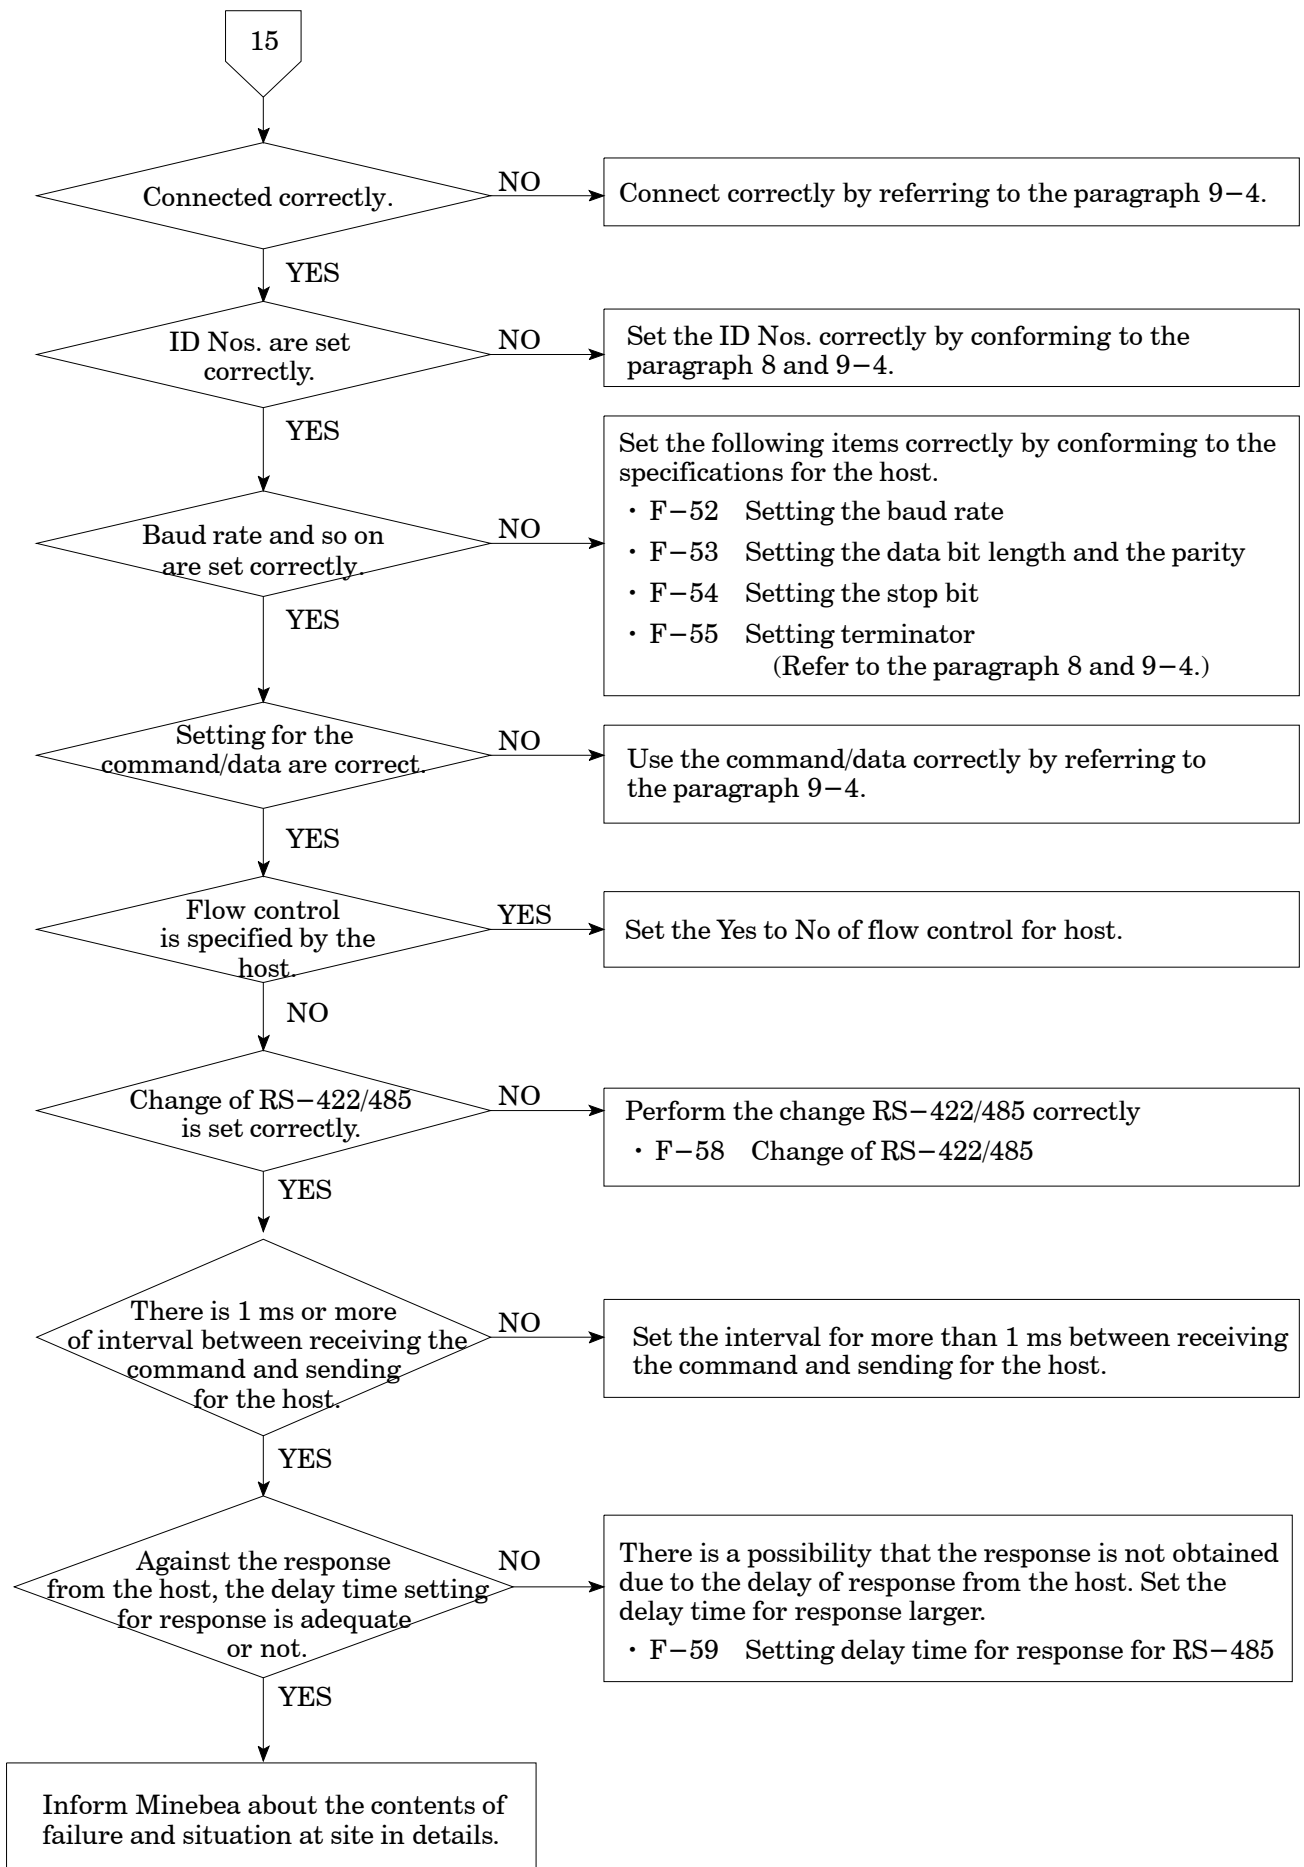 15
Connected correctly.
NO
Connect correctly by referring to the paragraph 9−4.
YES
ID Nos. are set
correctly.
NO
Set the ID Nos. correctly by conforming to the
paragraph 8 and 9−4.
YES
Baud rate and so on
are set correctly.
NO
Set the following items correctly by conforming to the
specifications for the host.
・ F−52 Setting the baud rate
・ F−53 Setting the data bit length and the parity
・ F−54 Setting the stop bit
・ F−55 Setting terminator
(Refer to the paragraph 8 and 9−4.)
YES
Setting for the
command/data are correct.
NO
Use the command/data correctly by referring to
the paragraph 9−4.
YES
Flow control
is specified by the
host.
YES
Set the Yes to No of flow control for host.
NO
Change of RS−422/485
is set correctly.
NO
Perform the change RS−422/485 correctly
・ F−58 Change of RS−422/485
YES
There is 1 ms or more
of interval between receiving the
command and sending
for the host.
NO
Set the interval for more than 1 ms between receiving
the command and sending for the host.
YES
Against the response
from the host, the delay time setting
for response is adequate
or not.
NO
There is a possibility that the response is not obtained
due to the delay of response from the host. Set the
delay time for response larger.
・ F−59 Setting delay time for response for RS−485
YES
Inform Minebea about the contents of
failure and situation at site in details.